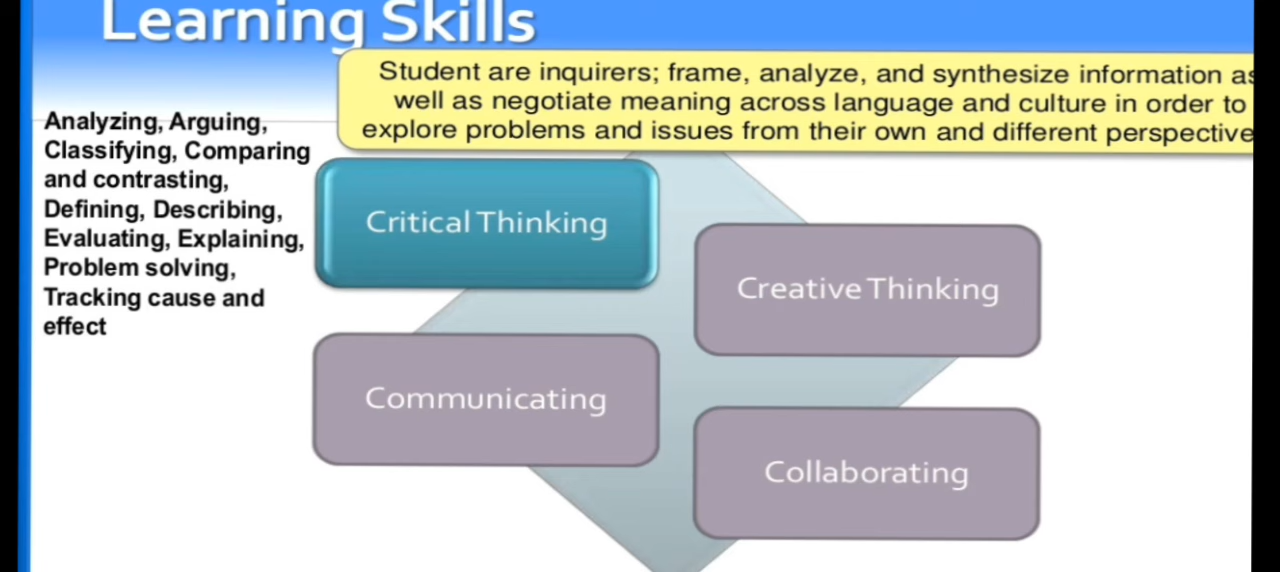 Learning Skills
Student are inquirers; frame, analyze, and synthesize information as
well as negotiate meaning across language and culture in order to
explore problems and issues from their own and different perspective
Analyzing, Arguing,
Classifying, Comparing
and contrasting,
Defining, Describing,
Evaluating, Explaining,
Problem solving,
Tracking cause and
effect
Critical Thinking
Creative Thinking
Communicating
Collaborating